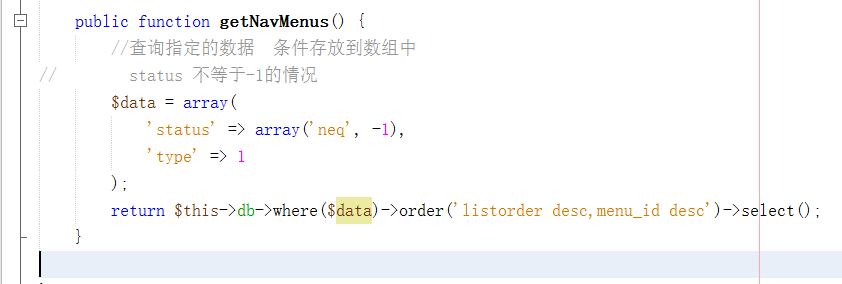 public function getNavMenus() {
//查询指定的数据  条件存放到数组中
//        status 不等于-1的情况
$data = array(
'status' => array('neq', -1),
'type' => 1
);
return $this->db->where($data)->order('listorder desc,menu_id desc')->select();
}